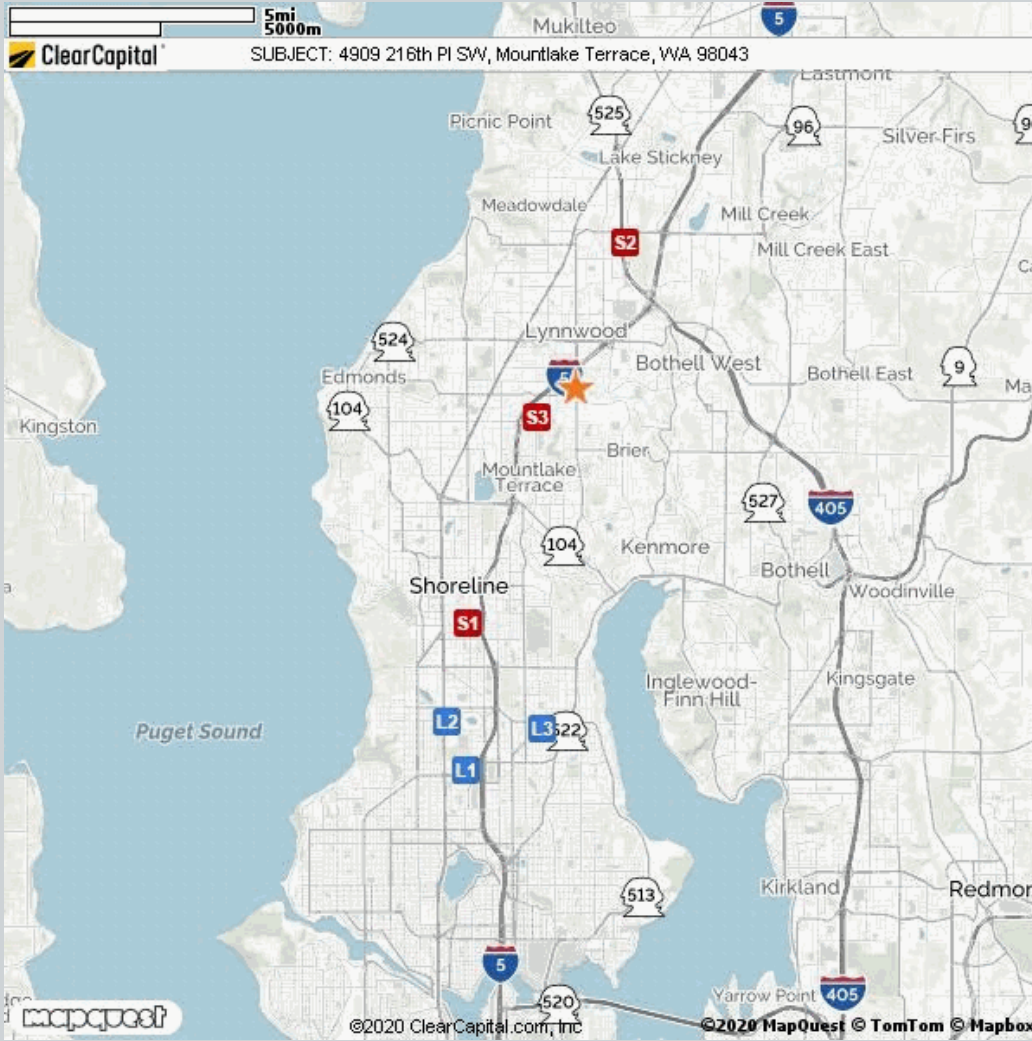 5mi
5000m
Mukilteo
5
ClearCapital
SUBJECT: 4909 216th Pl SW, Mountlake Terrace, WA 98043
Eastmont
525
96
Picnic Point
Silver Firs
9
Lake Stickney
Meadowdale
Mill Creek
S2
Mill Creek East
Lynnwood
524
Bothell West
9
Edmonds
5
Bothell East
104
S3
Kingston
Brier
Mountlake
Terrace
527
405
104
Kenmore
Bothell
Shoreline
Woodinville
S1
Inglewood-
Finn Hill
Kingsgate
Puget Sound
L2
L3
522
L1
Kirkland
Redmor
513
5
Yarrow Point
405
520
mapquest
©2020 ClearCapital.com, Inc
©2020 MapQuest © TomTom © Mapbox